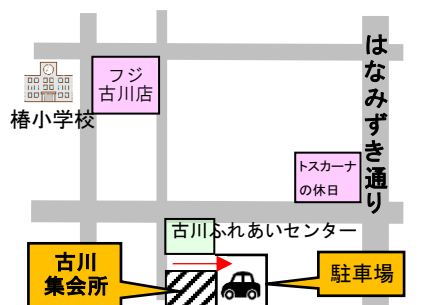 フジ
古川店
椿小学校
はなみずき通り
トスカーナ
の休日
古川ふれあいセンター
古川
集会所
駐車場